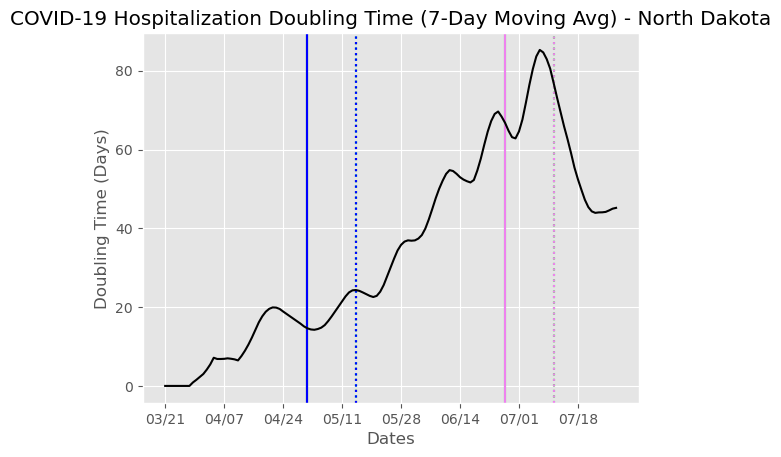 COVID-19 Hospitalization Doubling Time (7-Day Moving Avg) - North Dakota
Doubling Time (Days)
80
60
40
20
0
03/21 04/07 04/24 05/11 05/28 06/14 07/01 07/18
Dates